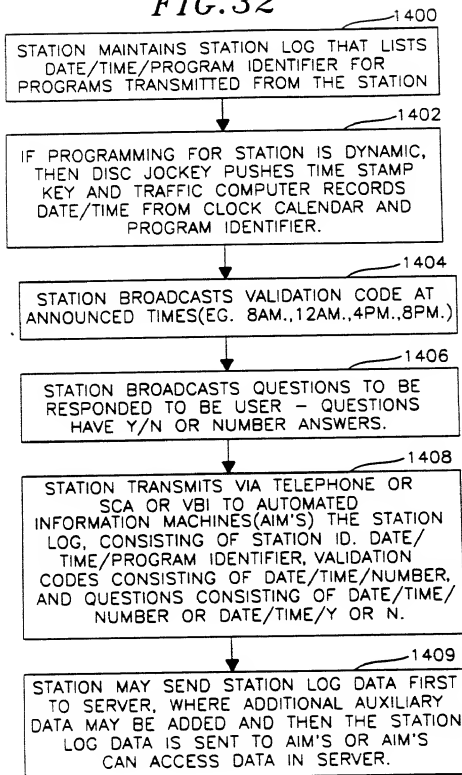 FIG.32
1400
STATION MAINTAINS STATION LOG THAT LISTS
DATE/TIME/PROGRAM IDENTIFIER FOR
PROGRAMS TRANSMITTED FROM THE STATION
1402
IF PROGRAMMING FOR STATION IS DYNAMIC,
THEN DISC JOCKEY PUSHES TIME STAMP
KEY AND TRAFFIC COMPUTER RECORDS
DATE/TIME FROM CLOCK CALENDAR AND
PROGRAM IDENTIFIER.
1404
STATION BROADCASTS VALIDATION CODE AT
ANNOUNCED TIMES(EG. 8AM.,12AM.,4PM.,8PM.)
1406
STATION BROADCASTS QUESTIONS TO BE
RESPONDED TO BE USER – QUESTIONS
HAVE Y/N OR NUMBER ANSWERS.
1408
STATION TRANSMITS VIA TELEPHONE OR
SCA OR VBI TO AUTOMATED
INFORMATION MACHINES(AIM'S) THE STATION
LOG, CONSISTING OF STATION ID. DATE/
TIME/PROGRAM IDENTIFIER, VALIDATION
CODES CONSISTING OF DATE/TIME/NUMBER,
AND QUESTIONS CONSISTING OF DATE/TIME/
NUMBER OR DATE/TIME/Y OR N.
1409
STATION MAY SEND STATION LOG DATA FIRST
TO SERVER, WHERE ADDITIONAL AUXILIARY
DATA MAY BE ADDED AND THEN THE STATION
LOG DATA IS SENT TO AIM'S OR AIM'S
CAN ACCESS DATA IN SERVER.